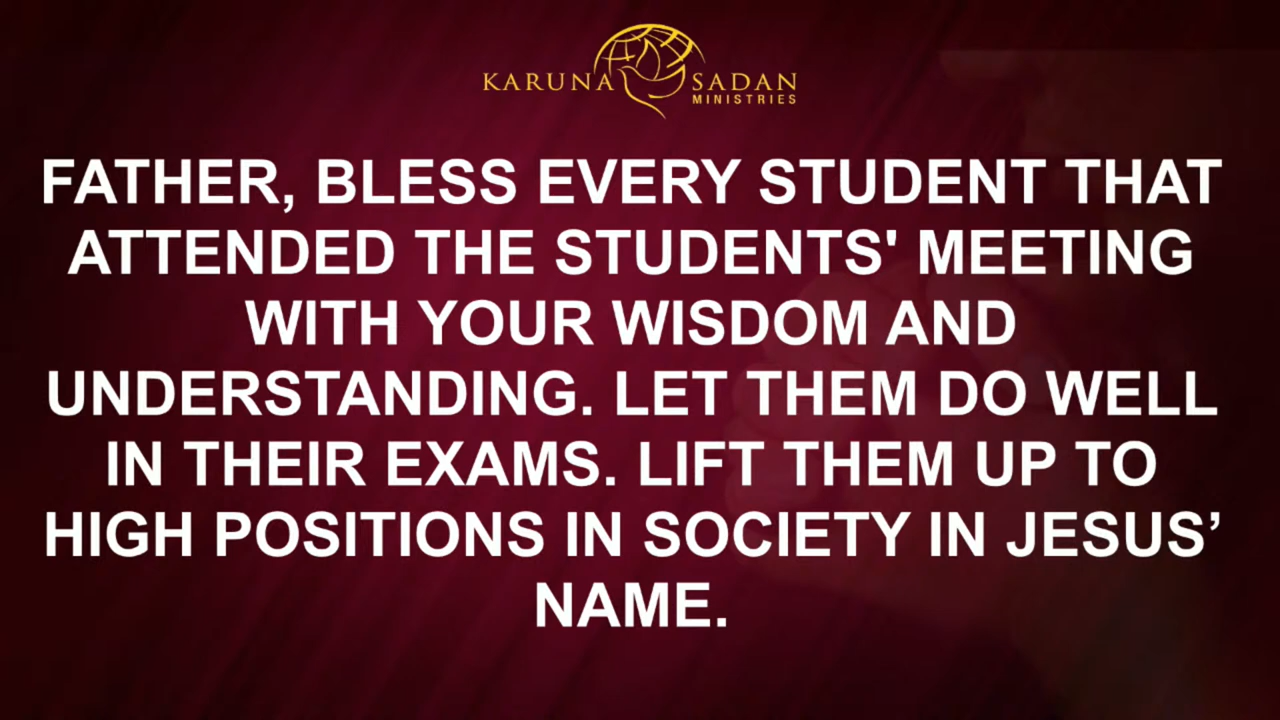 KARUNA SADAN
MINISTRIES
FATHER, BLESS EVERY STUDENT THAT
ATTENDED THE STUDENTS' MEETING
WITH YOUR WISDOM AND
UNDERSTANDING. LET THEM DO WELL
IN THEIR EXAMS. LIFT THEM UP TO
HIGH POSITIONS IN SOCIETY IN JESUS’
NAME.